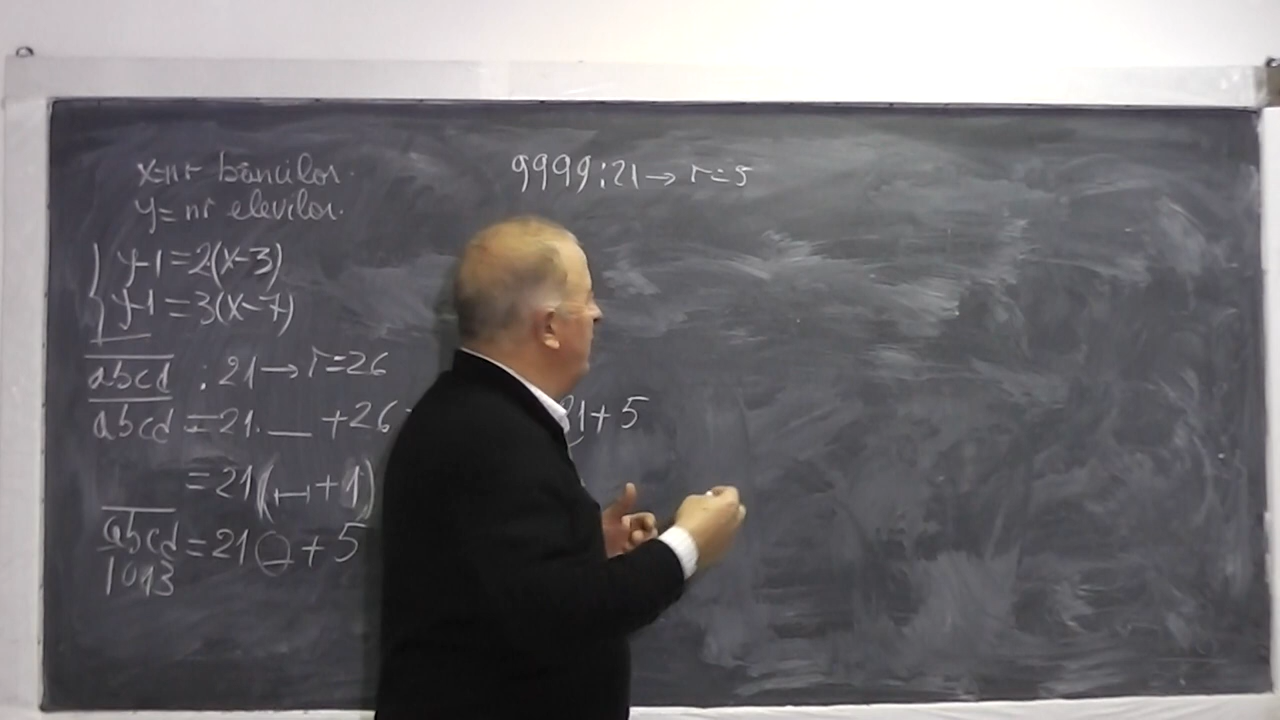 x=nr băncilor.
y=nr elevilor.
y-1=2(x-3)
y-1=3(x-7)
abcd : 21→r=26
abcd =21.__ +26 21+5
=21(__+1)
abcd =21 +5
1013
9999:21→r=5